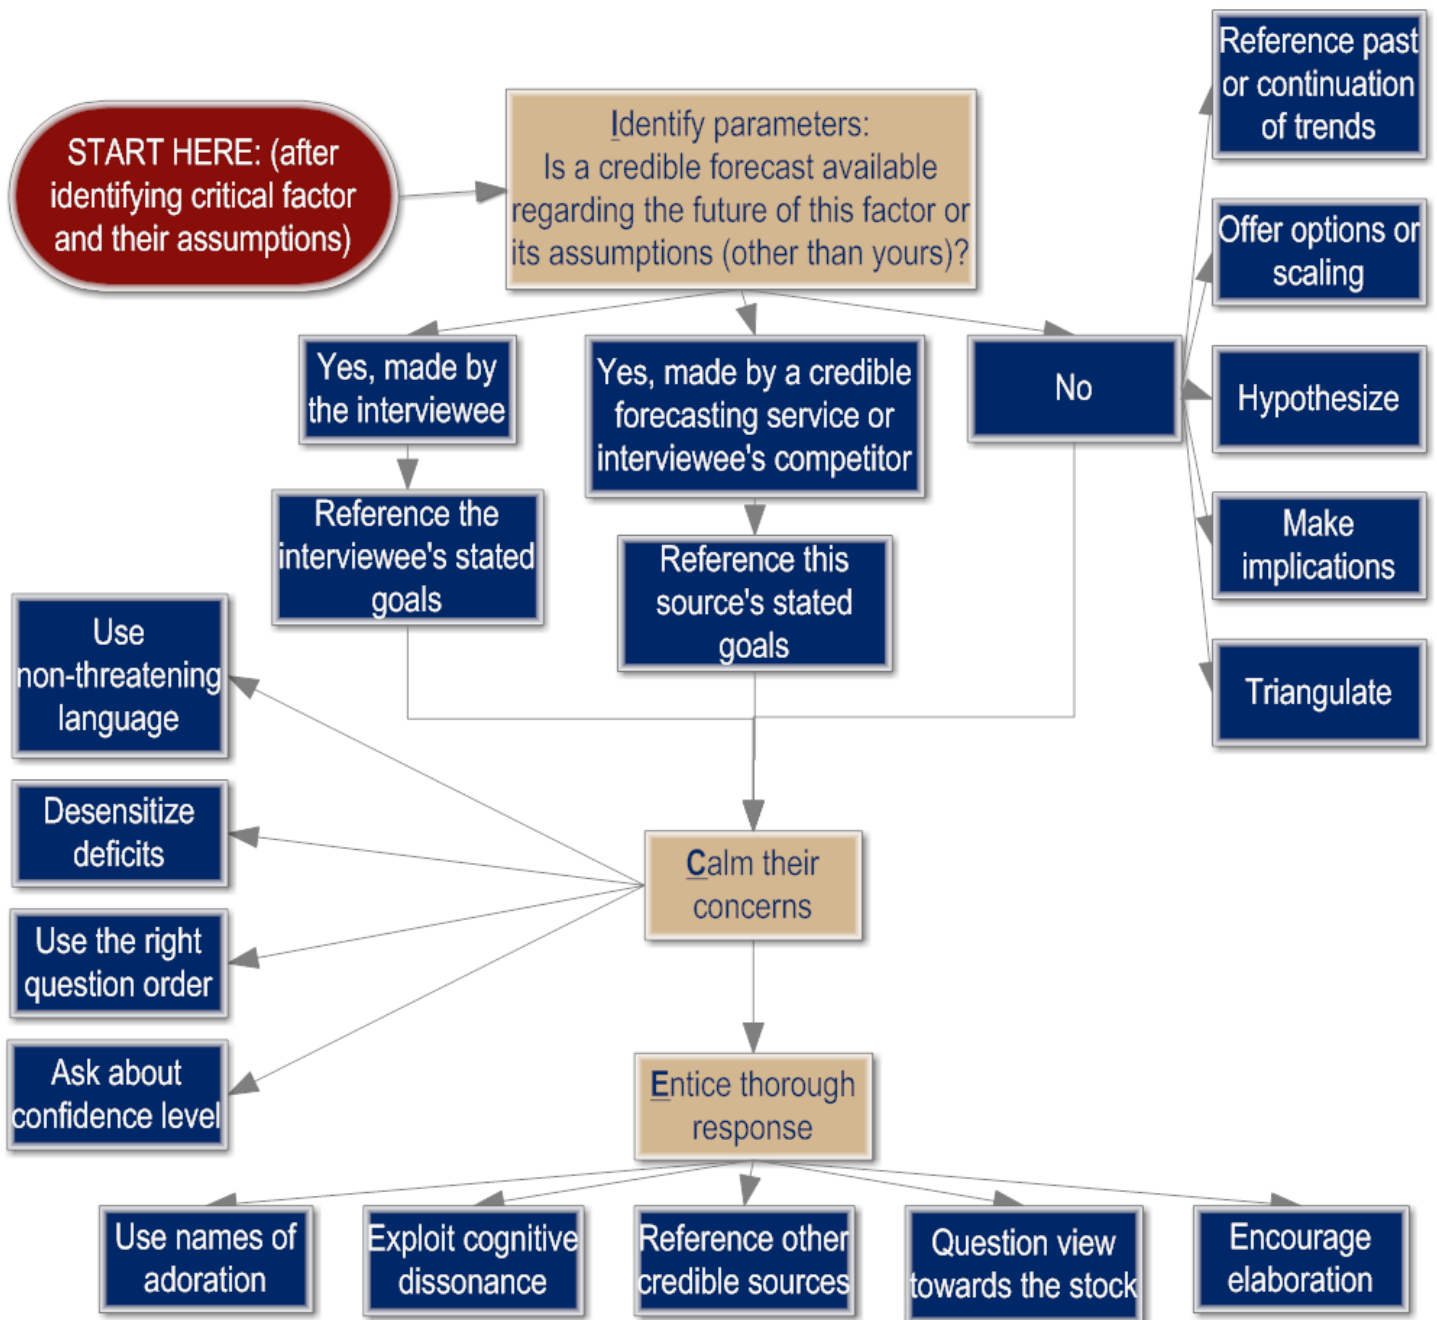 START HERE: (after
identifying critical factor
and their assumptions)
Identify parameters:
Is a credible forecast available
regarding the future of this factor or
its assumptions (other than yours)?
Reference past
or continuation
of trends
Offer options or
scaling
Hypothesize
Make
implications
Triangulate
Yes, made by
the interviewee
Yes, made by a credible
forecasting service or
interviewee's competitor
No
Reference the
interviewee's stated
goals
Reference this
source's stated
goals
Use
non-threatening
language
Desensitize
deficits
Use the right
question order
Ask about
confidence level
Calm their
concerns
Entice thorough
response
Use names of
adoration
Exploit cognitive
dissonance
Reference other
credible sources
Question view
towards the stock
Encourage
elaboration